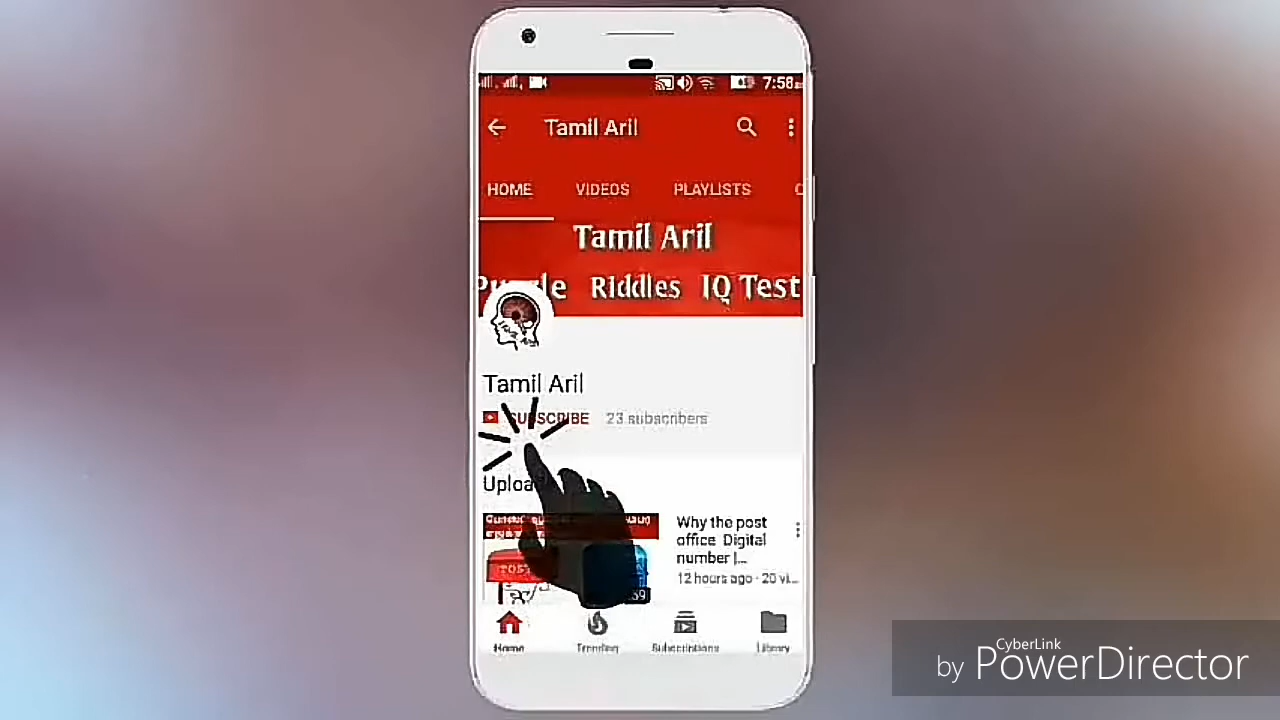 7:58
Tamil Aril
HOME VIDEOS PLAYLISTS
Tamil Aril
Riddles IQ Test
Tamil Aril
SUBSCRIBE 23 subscribers
Why the post
office Digital
number |...
12 hours ago · 20 vi...
Home Trending Subscriptions Library
CyberLink
by PowerDirector